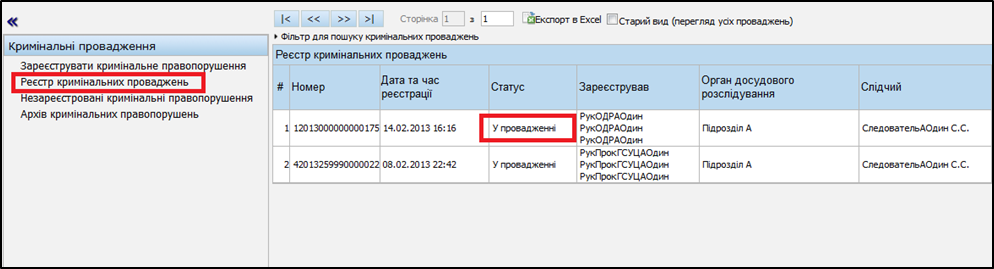 «
|< << >> >| Сторінка 1 з 1 Експорт в Excel Старий вид (перегляд усіх проваджень)
Фільтр для пошуку кримінальних проваджень
Кримінальні провадження
Зареєструвати кримінальне правопорушення
Реєстр кримінальних проваджень
Незареєстровані кримінальні правопорушення
Архів кримінальних правопорушень
Реєстр кримінальних проваджень
# Номер Дата та час реєстрації Статус Зареєстрував Орган досудового розслідування Слідчий
1 12013000000000175 14.02.2013 16:16 У провадженні РукОДРАОдин Підрозділ А СледовательАОдин С.С.
РукОДРАОдин
РукОДРАОдин
2 42013259990000022 08.02.2013 22:42 У провадженні РукПрокГСУЦАОдин Підрозділ А СледовательАОдин С.С.
РукПрокГСУЦАОдин
РукПрокГСУЦАОдин